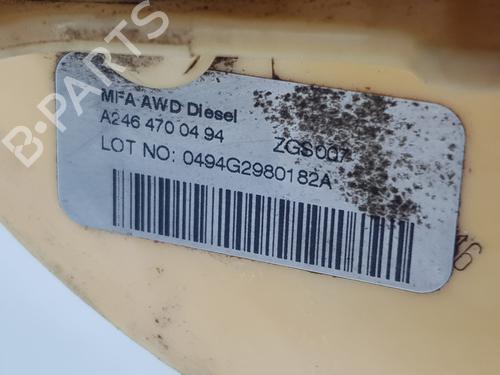 MFA AWD Diesel
A246 470 04 94
ZGS007
LOT NO: 0494G2980182A
B-PARTS